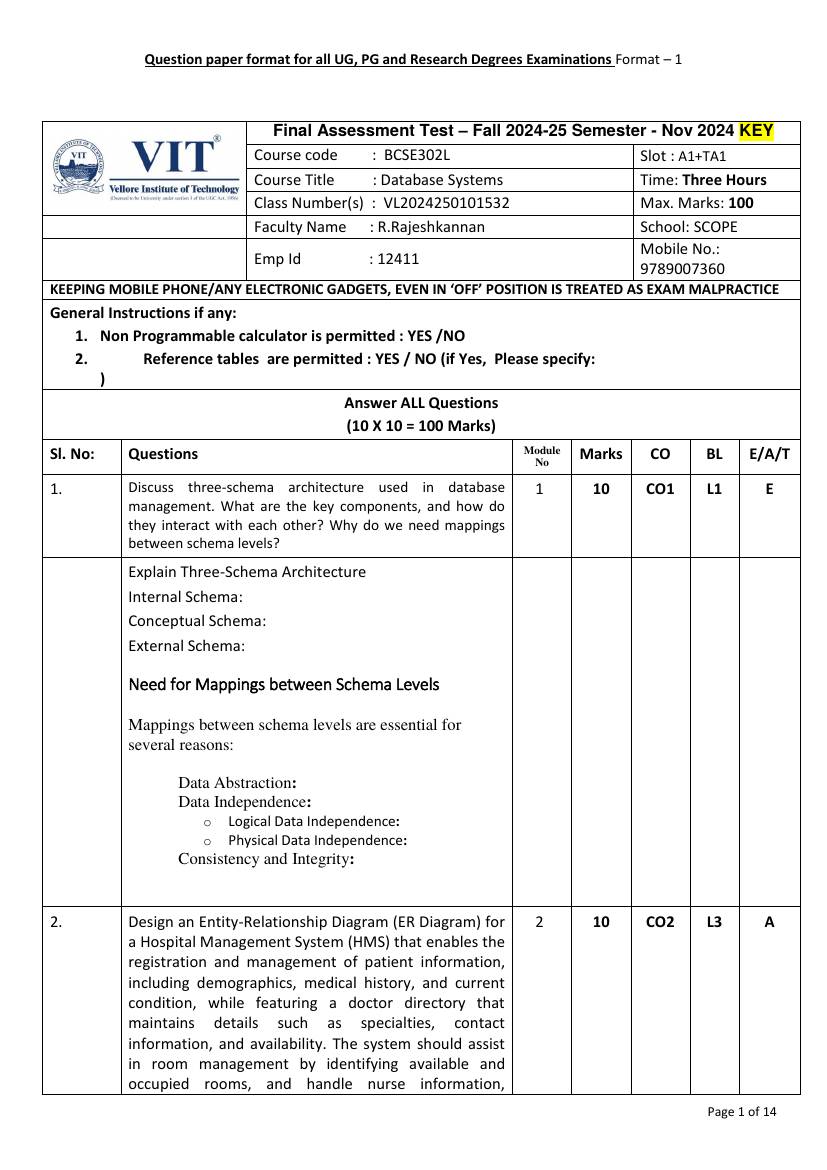 Question paper format for all UG, PG and Research Degrees Examinations Format – 1
VIT
®
VIT
Vellore Institute of Technology
(Deemed to be University under section 3 of the UGC Act, 1956)
Final Assessment Test – Fall 2024-25 Semester - Nov 2024 KEY
Course code : BCSE302L
Slot : A1+TA1
Course Title : Database Systems
Time: Three Hours
Class Number(s) : VL2024250101532
Max. Marks: 100
Faculty Name : R.Rajeshkannan
School: SCOPE
Emp Id : 12411
Mobile No.:
9789007360
KEEPING MOBILE PHONE/ANY ELECTRONIC GADGETS, EVEN IN ‘OFF’ POSITION IS TREATED AS EXAM MALPRACTICE
General Instructions if any:
1. Non Programmable calculator is permitted : YES /NO
2. Reference tables are permitted : YES / NO (if Yes, Please specify:
)
Answer ALL Questions
(10 X 10 = 100 Marks)
Sl. No: Questions Module No Marks CO BL E/A/T
1. Discuss three-schema architecture used in database 1 10 CO1 L1 E
management. What are the key components, and how do
they interact with each other? Why do we need mappings
between schema levels?
Explain Three-Schema Architecture
Internal Schema:
Conceptual Schema:
External Schema:
Need for Mappings between Schema Levels
Mappings between schema levels are essential for
several reasons:
Data Abstraction:
Data Independence:
o Logical Data Independence:
o Physical Data Independence:
Consistency and Integrity:
2. Design an Entity-Relationship Diagram (ER Diagram) for 2 10 CO2 L3 A
a Hospital Management System (HMS) that enables the
registration and management of patient information,
including demographics, medical history, and current
condition, while featuring a doctor directory that
maintains details such as specialties, contact
information, and availability. The system should assist
in room management by identifying available and
occupied rooms, and handle nurse information,
Page 1 of 14